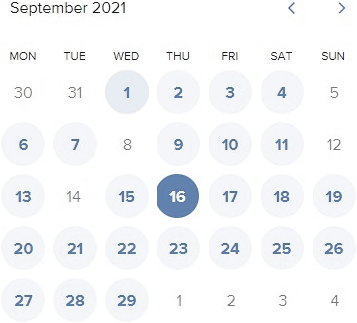 September 2021
MON TUE WED THU FRI SAT SUN
30 31 1 2 3 4 5
6 7 8 9 10 11 12
13 14 15 16 17 18 19
20 21 22 23 24 25 26
27 28 29 1 2 3 4